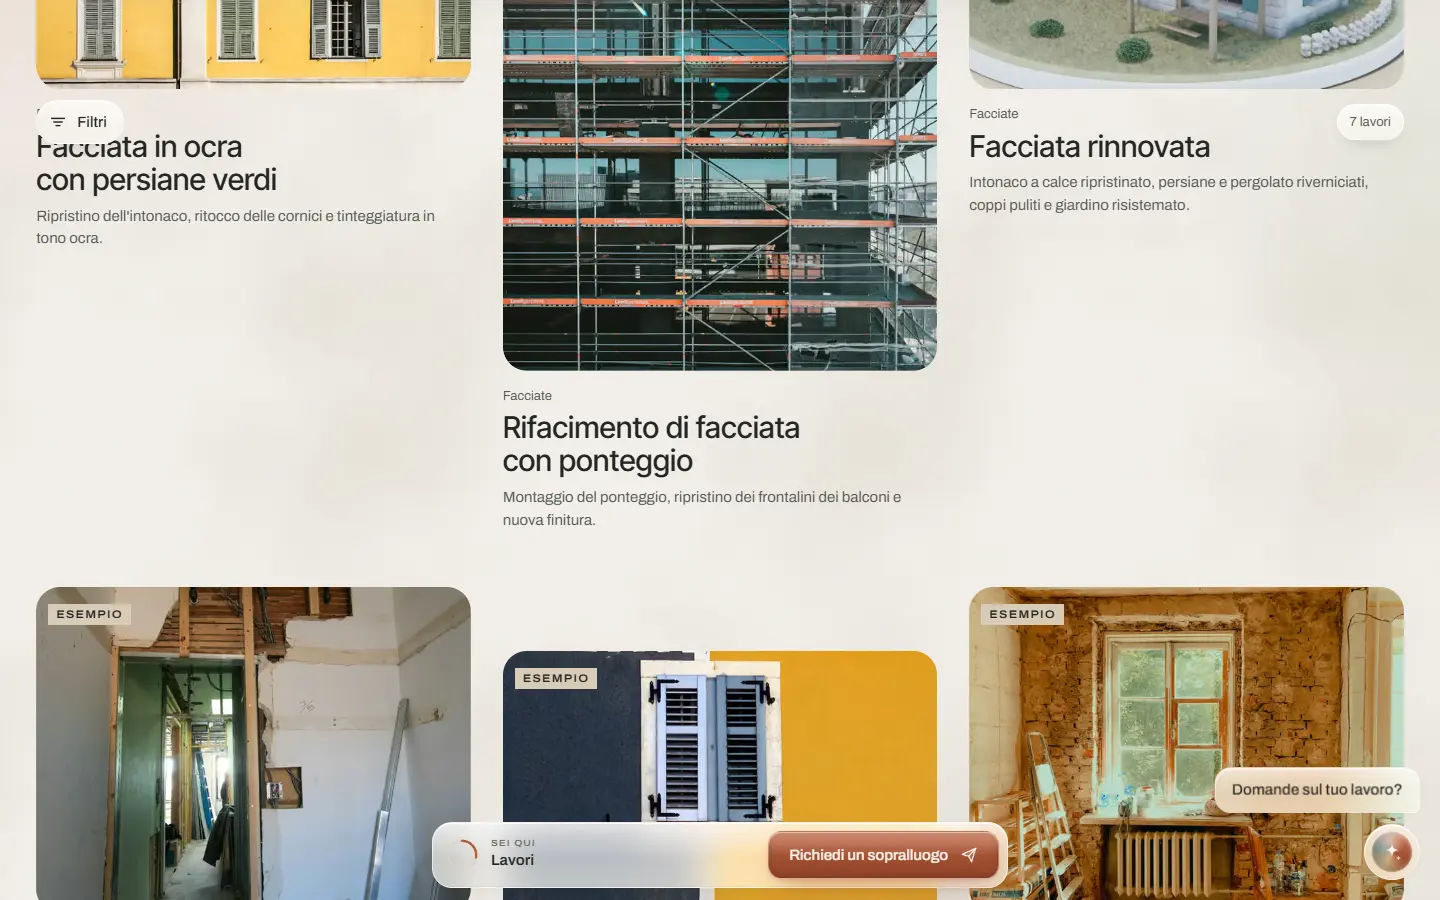 Filtri
Facciata in ocra
con persiane verdi
Ripristino dell'intonaco, ritocco delle cornici e tinteggiatura in
tono ocra.
Facciate
Rifacimento di facciata
con ponteggio
Montaggio del ponteggio, ripristino dei frontalini dei balconi e
nuova finitura.
Facciate
7 lavori
Facciata rinnovata
Intonaco a calce ripristinato, persiane e pergolato riverniciati,
coppi puliti e giardino risistemato.
ESEMPIO
ESEMPIO
ESEMPIO
Domande sul tuo lavoro?
SEI QUI
Lavori
Richiedi un sopralluogo